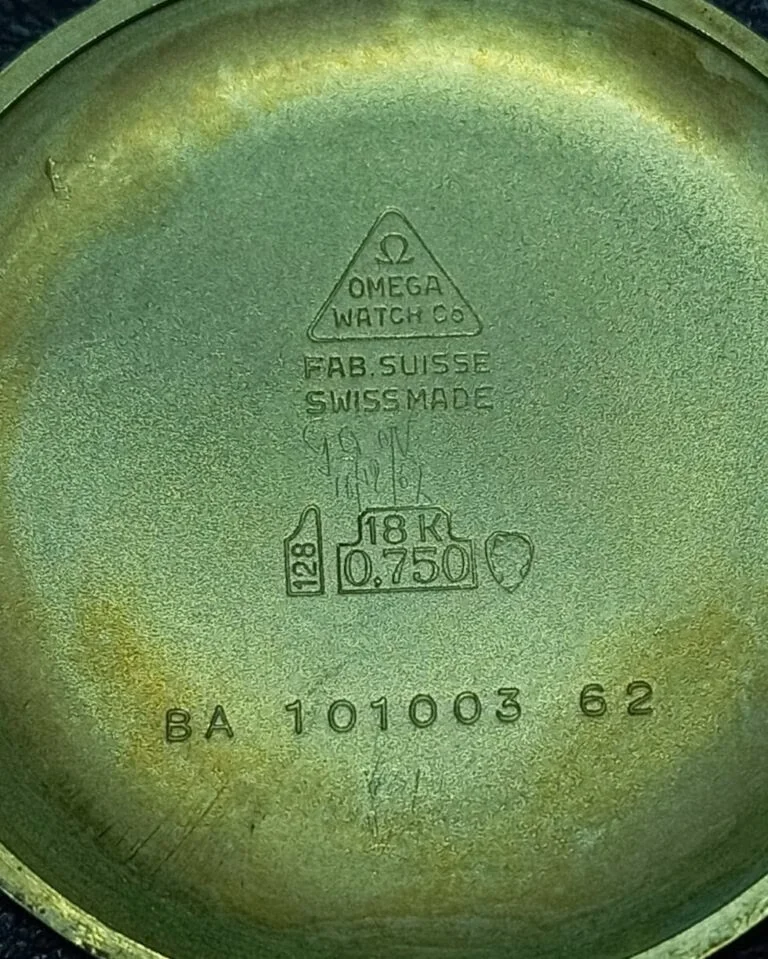 Ω
OMEGA
WATCH Co
FAB. SUISSE
SWISS MADE
128
18 K
0,750
BA 101003 62